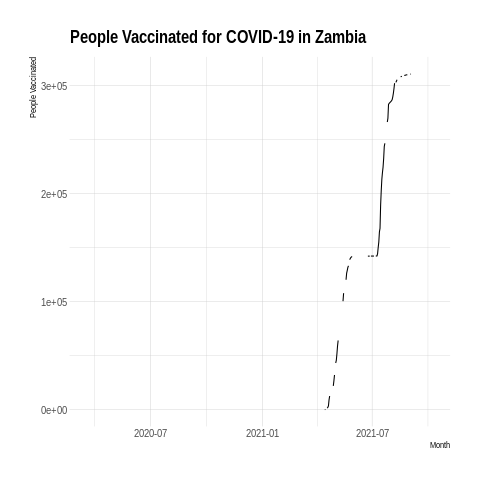 People Vaccinated for COVID-19 in Zambia
People Vaccinated
3e+05
2e+05
1e+05
0e+00
2020-07
2021-01
2021-07
Month